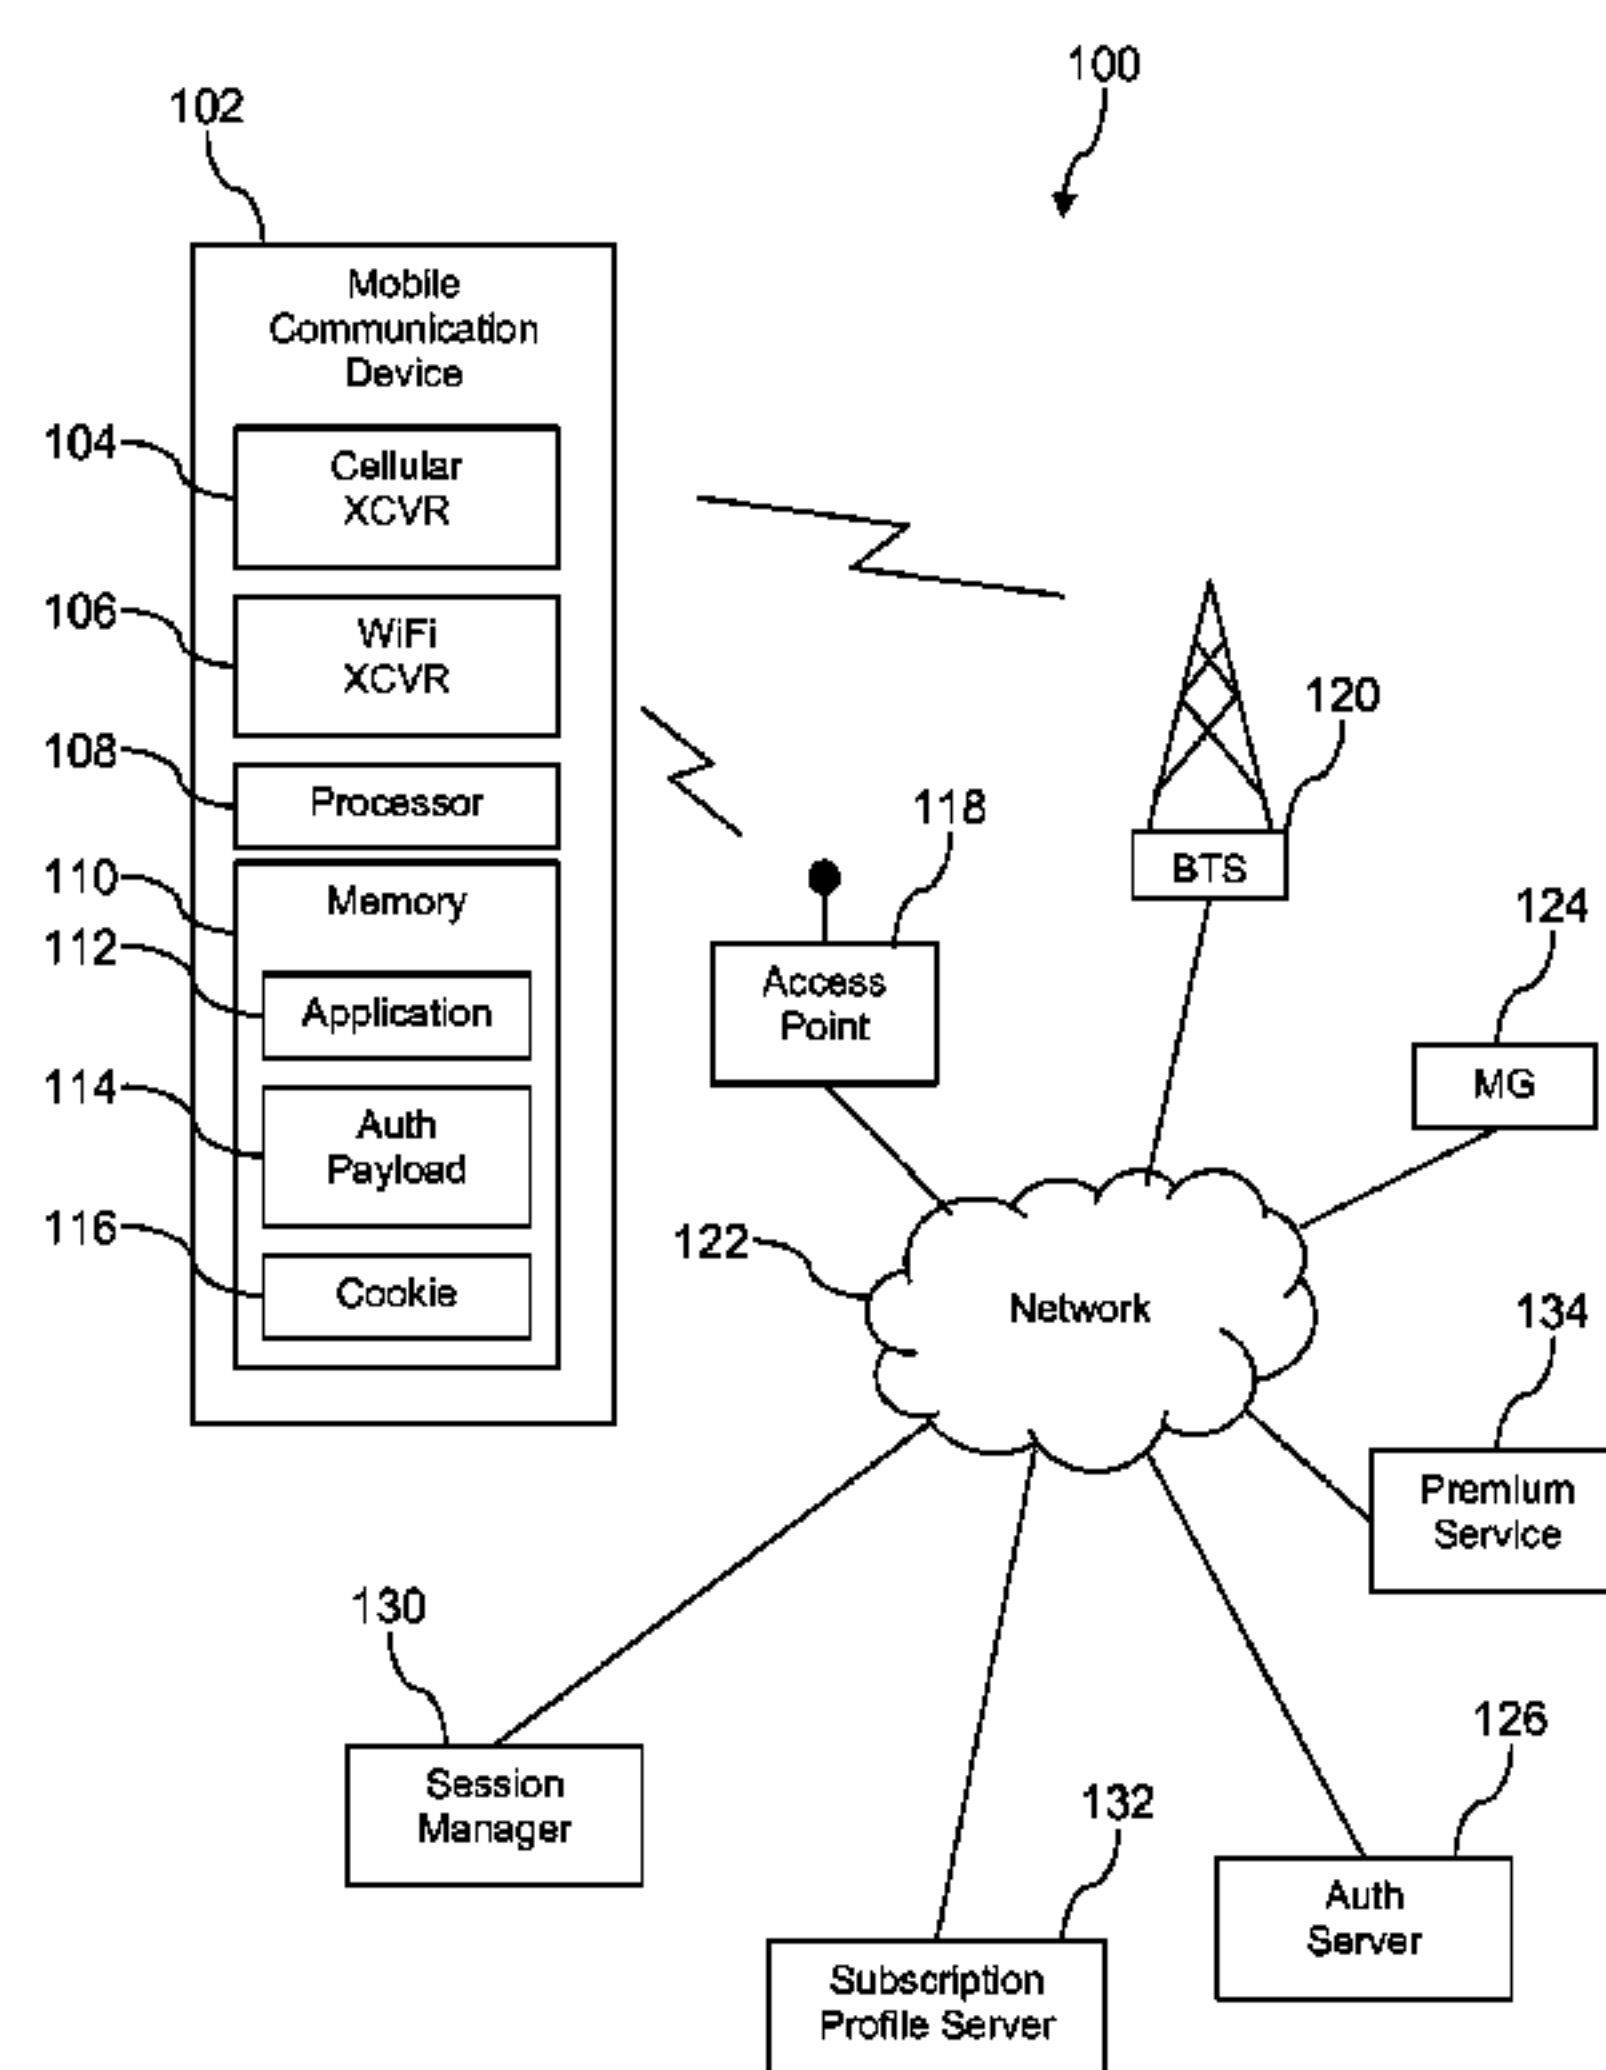 100
102
Mobile
Communication
Device
104
Cellular
XCVR
106
WiFi
XCVR
108
Processor
110
Memory
112
Application
114
Auth
Payload
116
Cookie
118
Access
Point
120
BTS
124
MG
122
Network
134
Premium
Service
130
Session
Manager
132
Subscription
Profile Server
126
Auth
Server